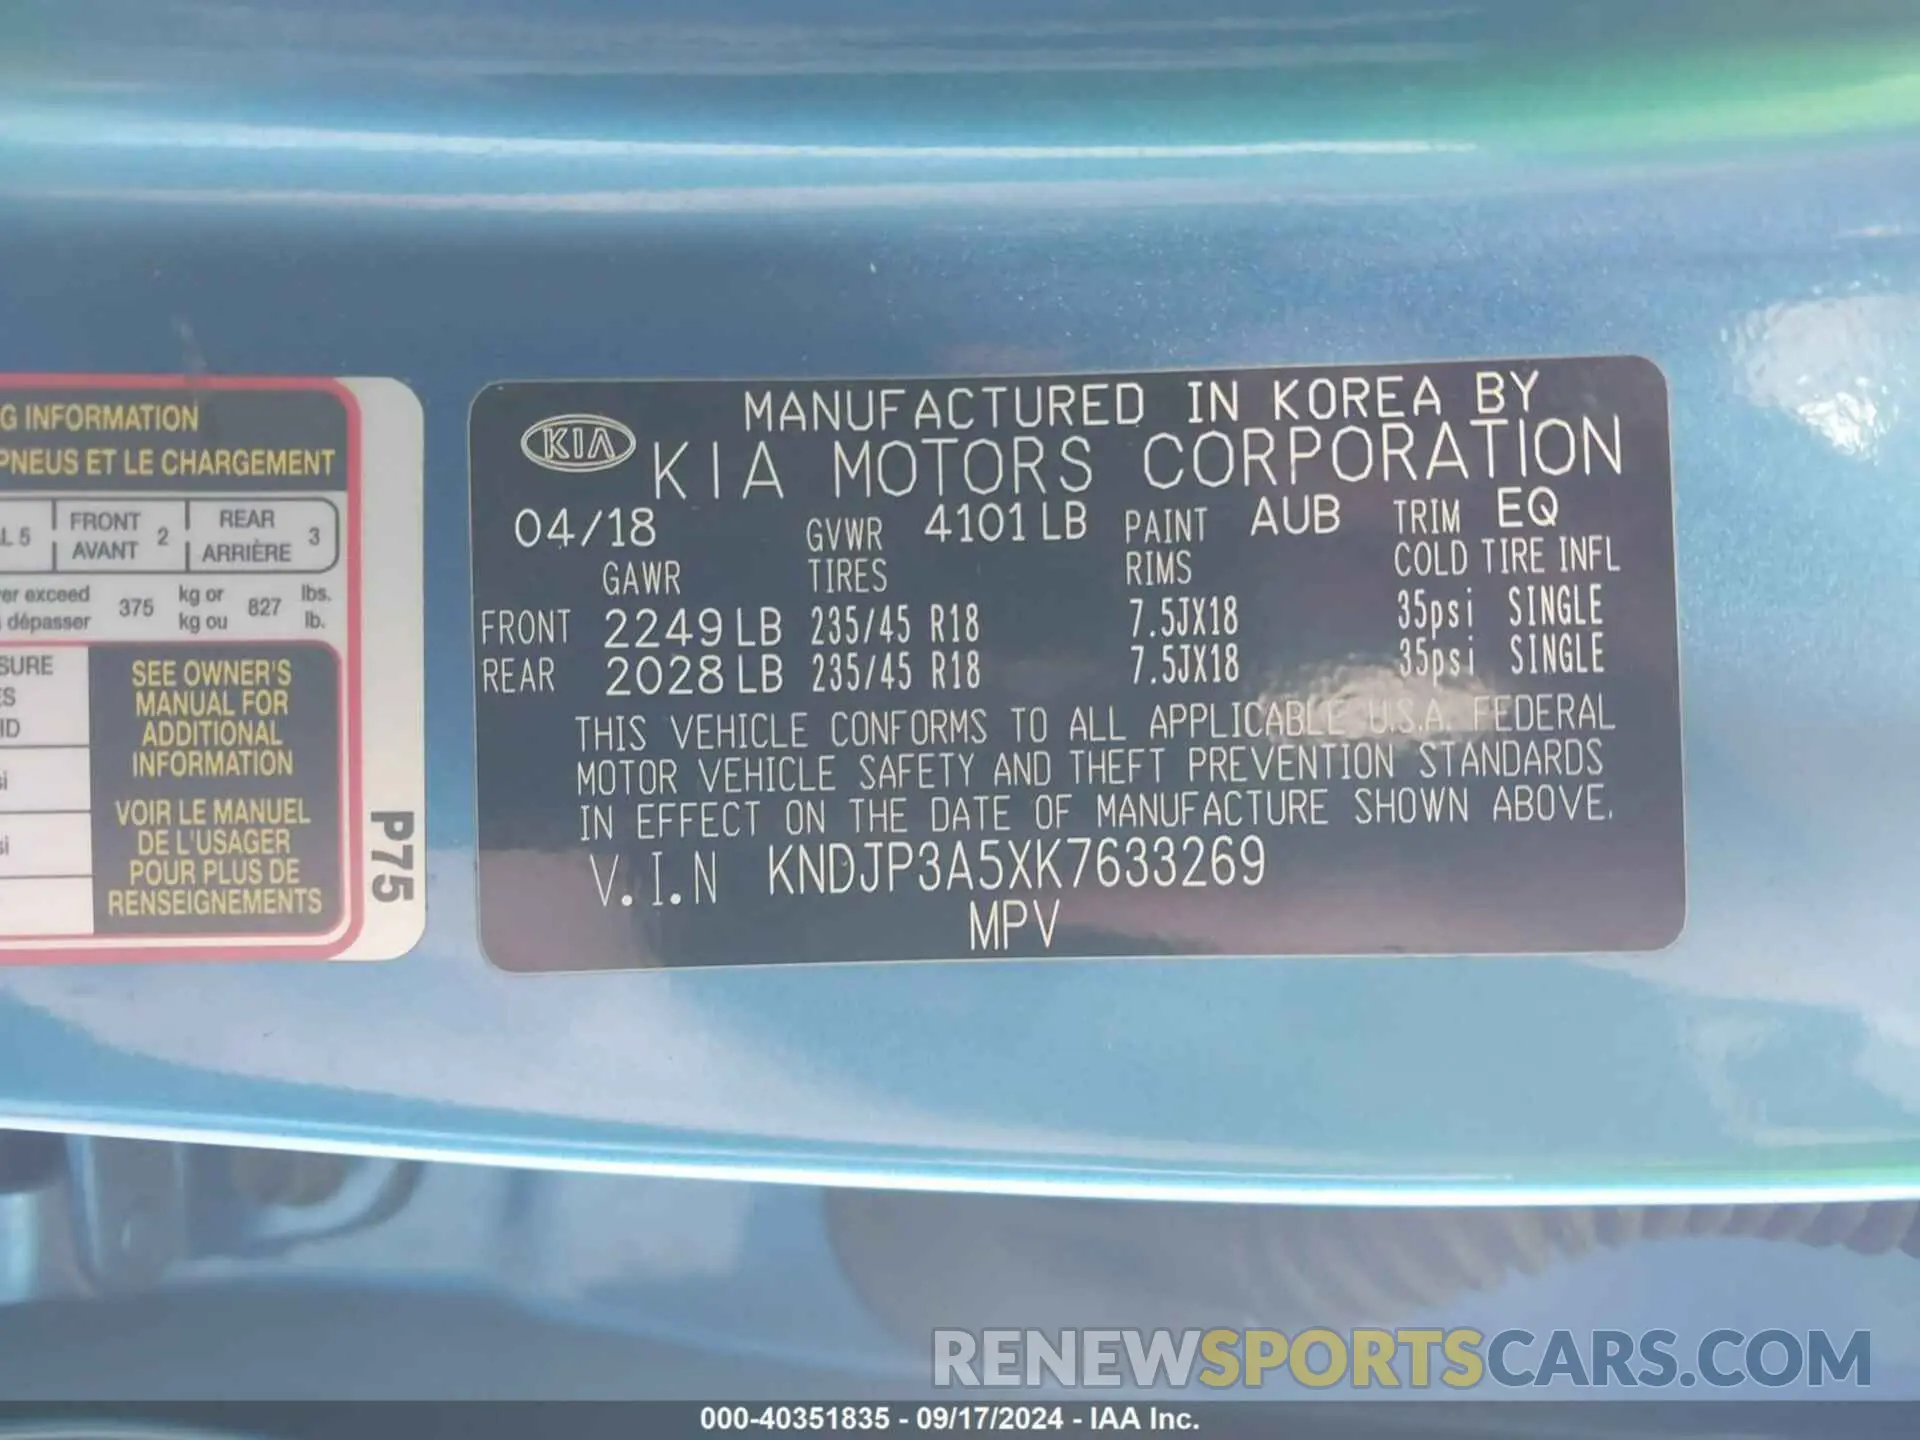 G INFORMATION
PNEUS ET LE CHARGEMENT
L 5 FRONT AVANT 2 REAR ARRIÈRE 3
er exceed 375 kg or 827 lbs.
dépasser kg ou lb.
SURE
ES
ID
SEE OWNER'S
MANUAL FOR
ADDITIONAL
INFORMATION
VOIR LE MANUEL
DE L'USAGER
POUR PLUS DE
RENSEIGNEMENTS
P75
KIA
MANUFACTURED IN KOREA BY
KIA MOTORS CORPORATION
04/18 GVWR 4101 LB PAINT AUB TRIM EQ
GAWR TIRES RIMS COLD TIRE INFL
FRONT 2249 LB 235/45 R18 7.5JX18 35psi SINGLE
REAR 2028 LB 235/45 R18 7.5JX18 35psi SINGLE
THIS VEHICLE CONFORMS TO ALL APPLICABLE U.S.A. FEDERAL
MOTOR VEHICLE SAFETY AND THEFT PREVENTION STANDARDS
IN EFFECT ON THE DATE OF MANUFACTURE SHOWN ABOVE.
V.I.N KNDJP3A5XK7633269
MPV
RENEWSPORTSCARS.COM
000-40351835 - 09/17/2024 - IAA Inc.